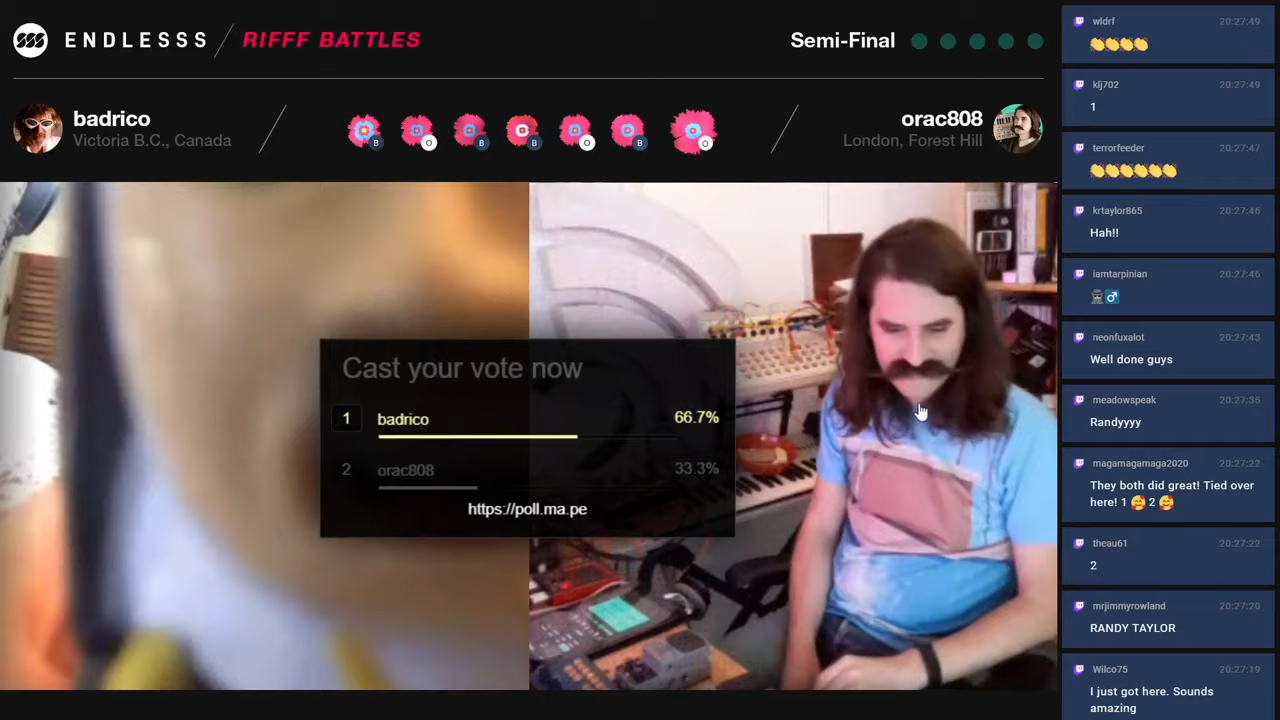 ENDLESSS / RIFFF BATTLES
Semi-Final
badrico
Victoria B.C., Canada
B
O
B
B
O
B
O
orac808
London, Forest Hill
Cast your vote now
1 badrico 66.7%
2 orac808 33.3%
https://poll.ma.pe
wldrf 20:27:49
👏👏👏👏
klj702 20:27:49
1
terrorfeeder 20:27:47
👏👏👏👏👏👏
krtaylor865 20:27:46
Hah!!
iamtarpinian 20:27:46
neonfuxalot 20:27:43
Well done guys
meadowspeak 20:27:35
Randyyyy
magamagamaga2020 20:27:22
They both did great! Tied over
here! 1 🥰 2 🥰
theau61 20:27:22
2
mrjimmyrowland 20:27:20
RANDY TAYLOR
Wilco75 20:27:19
I just got here. Sounds
amazing